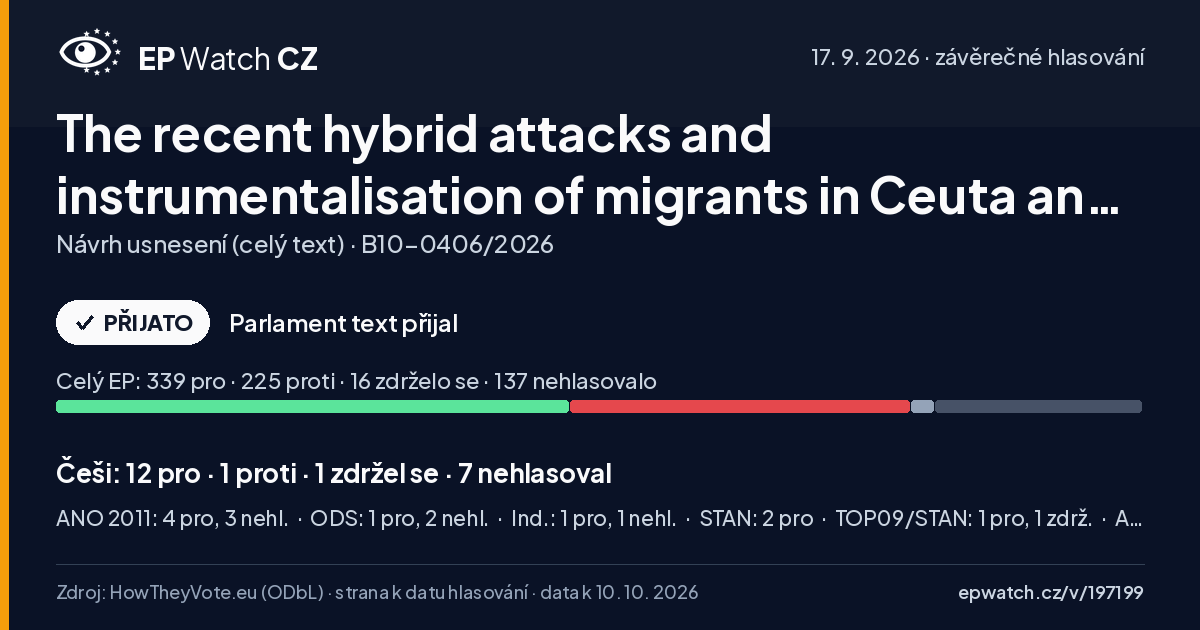 EP Watch CZ
17. 9. 2026 · závěrečné hlasování
The recent hybrid attacks and
instrumentalisation of migrants in Ceuta an…
Návrh usnesení (celý text) · B10-0406/2026
✓ PŘIJATO
Parlament text přijal
Celý EP: 339 pro · 225 proti · 16 zdrželo se · 137 nehlasovalo
Češi: 12 pro · 1 proti · 1 zdržel se · 7 nehlasoval
ANO 2011: 4 pro, 3 nehl. · ODS: 1 pro, 2 nehl. · Ind.: 1 pro, 1 nehl. · STAN: 2 pro · TOP09/STAN: 1 pro, 1 zdrž. · A…
Zdroj: HowTheyVote.eu (ODbL) · strana k datu hlasování · data k 10. 10. 2026
epwatch.cz/v/197199